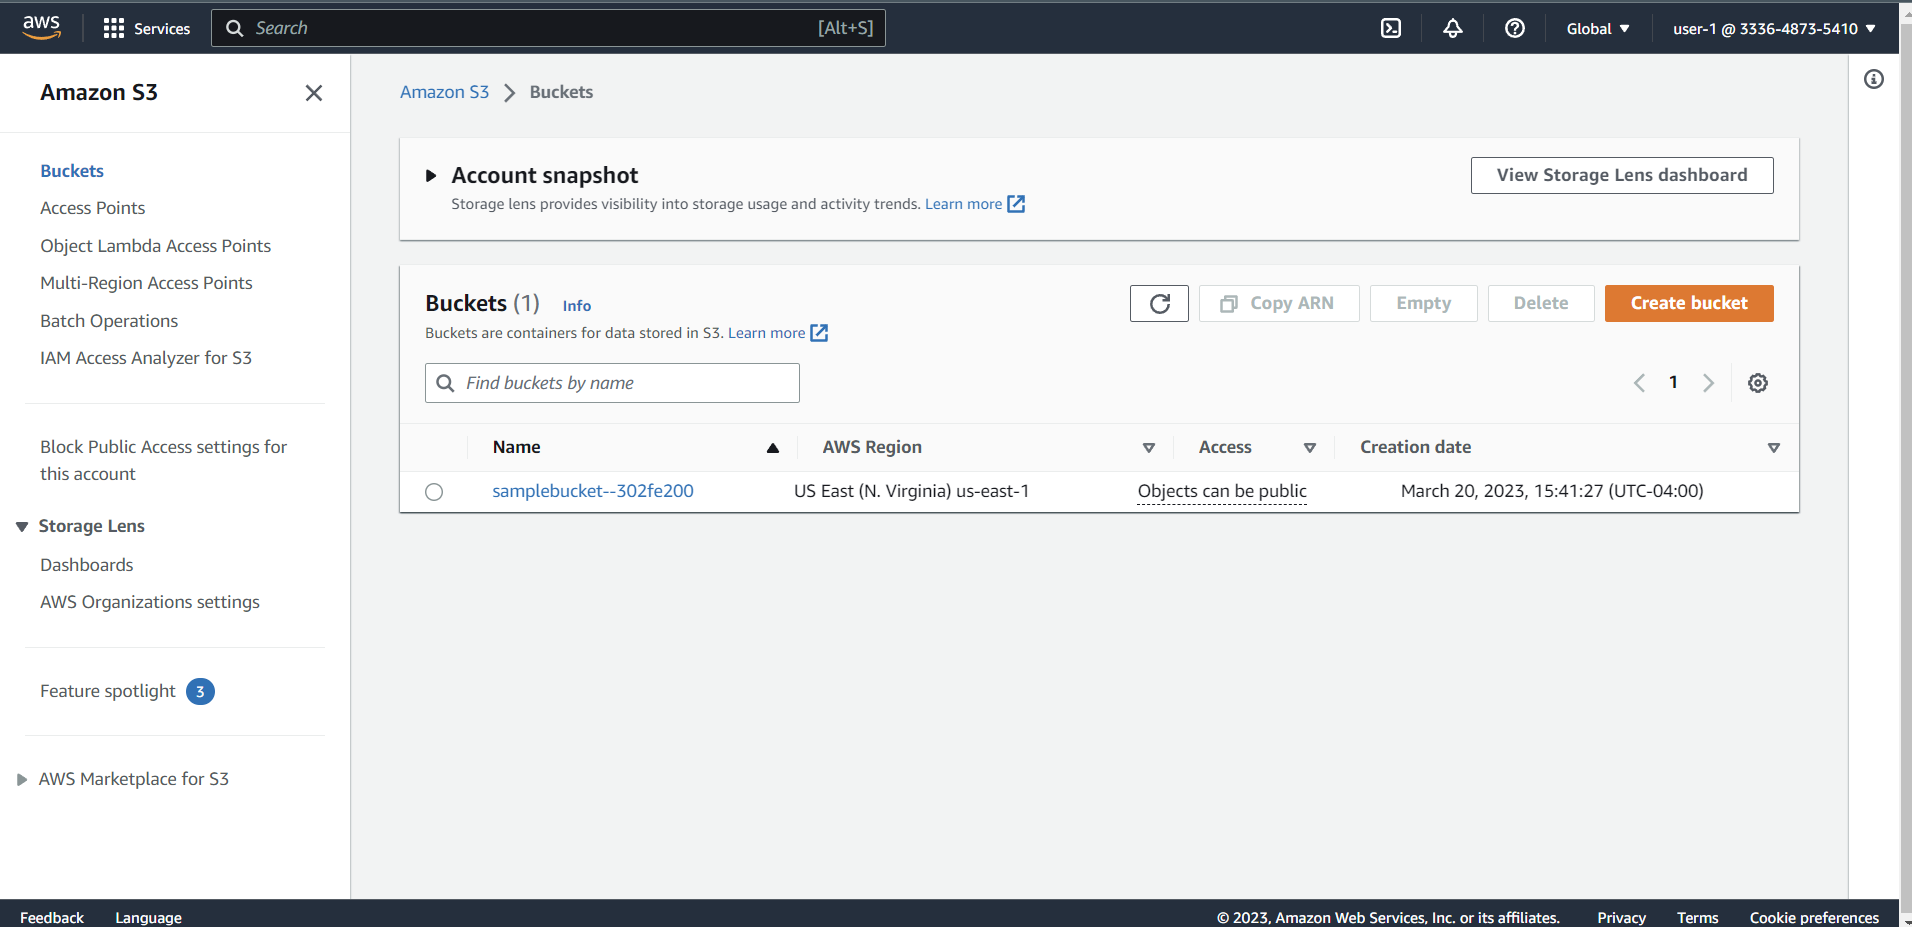 aws
Services
Search [Alt+S]
Global
user-1 @ 3336-4873-5410
Amazon S3
Buckets
Access Points
Object Lambda Access Points
Multi-Region Access Points
Batch Operations
IAM Access Analyzer for S3
Block Public Access settings for
this account
Storage Lens
Dashboards
AWS Organizations settings
Feature spotlight 3
AWS Marketplace for S3
Amazon S3 Buckets
Account snapshot
Storage lens provides visibility into storage usage and activity trends. Learn more
View Storage Lens dashboard
Buckets (1) Info
Buckets are containers for data stored in S3. Learn more
Copy ARN
Empty
Delete
Create bucket
Find buckets by name
1
Name AWS Region Access Creation date
samplebucket--302fe200 US East (N. Virginia) us-east-1 Objects can be public March 20, 2023, 15:41:27 (UTC-04:00)
Feedback Language © 2023, Amazon Web Services, Inc. or its affiliates. Privacy Terms Cookie preferences